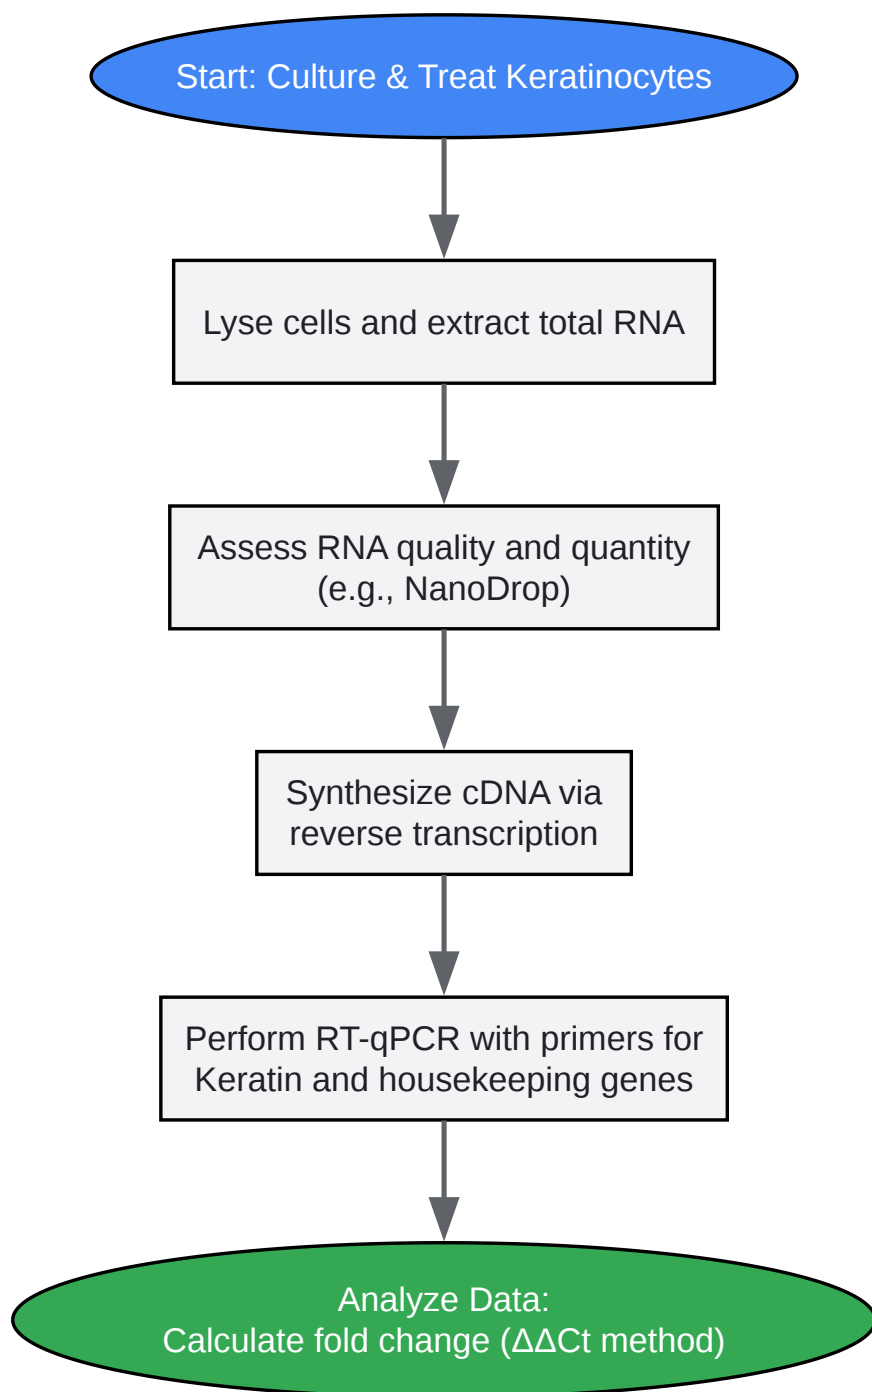 Start: Culture & Treat Keratinocytes
Lyse cells and extract total RNA
Assess RNA quality and quantity
(e.g., NanoDrop)
Synthesize cDNA via
reverse transcription
Perform RT-qPCR with primers for
Keratin and housekeeping genes
Analyze Data:
Calculate fold change (ΔΔCt method)